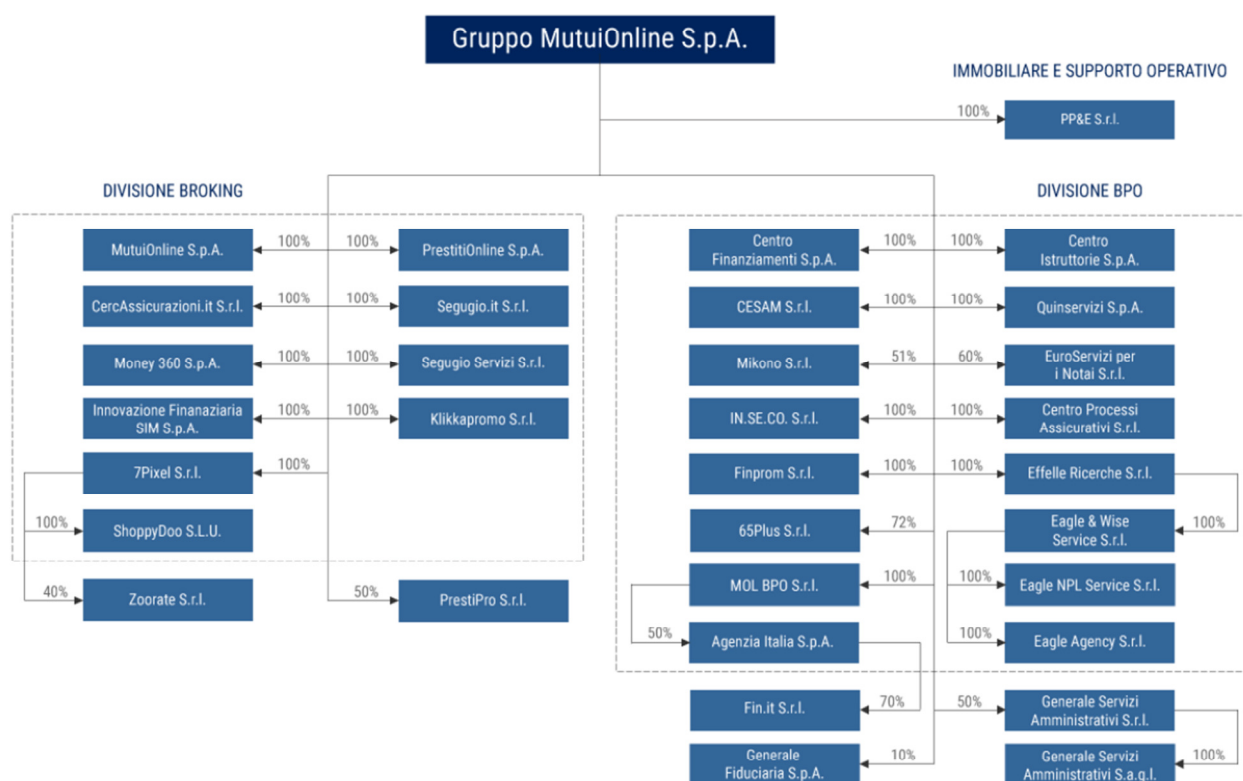 Gruppo MutuiOnline S.p.A.
IMMOBILIARE E SUPPORTO OPERATIVO
100%
PP&E S.r.l.
DIVISIONE BROKING
MutuiOnline S.p.A.
100%
100%
PrestitiOnline S.p.A.
CercAssicurazioni.it S.r.l.
100%
100%
Segugio.it S.r.l.
Money 360 S.p.A.
100%
100%
Segugio Servizi S.r.l.
Innovazione Finanaziaria
SIM S.p.A.
100%
100%
Klikkapromo S.r.l.
7Pixel S.r.l.
100%
100%
ShoppyDoo S.L.U.
40%
Zoorate S.r.l.
50%
PrestiPro S.r.l.
DIVISIONE BPO
Centro
Finanziamenti S.p.A.
100%
100%
Centro
Istruttorie S.p.A.
CESAM S.r.l.
100%
100%
Quinservizi S.p.A.
Mikono S.r.l.
51%
60%
EuroServizi per
i Notai S.r.l.
IN.SE.CO. S.r.l.
100%
100%
Centro Processi
Assicurativi S.r.l.
Finprom S.r.l.
100%
100%
Effelle Ricerche S.r.l.
65Plus S.r.l.
72%
Eagle & Wise
Service S.r.l.
100%
MOL BPO S.r.l.
100%
100%
Eagle NPL Service S.r.l.
50%
Agenzia Italia S.p.A.
100%
Eagle Agency S.r.l.
Fin.it S.r.l.
70%
50%
Generale Servizi
Amministrativi S.r.l.
Generale
Fiduciaria S.p.A.
10%
Generale Servizi
Amministrativi S.a.g.l.
100%